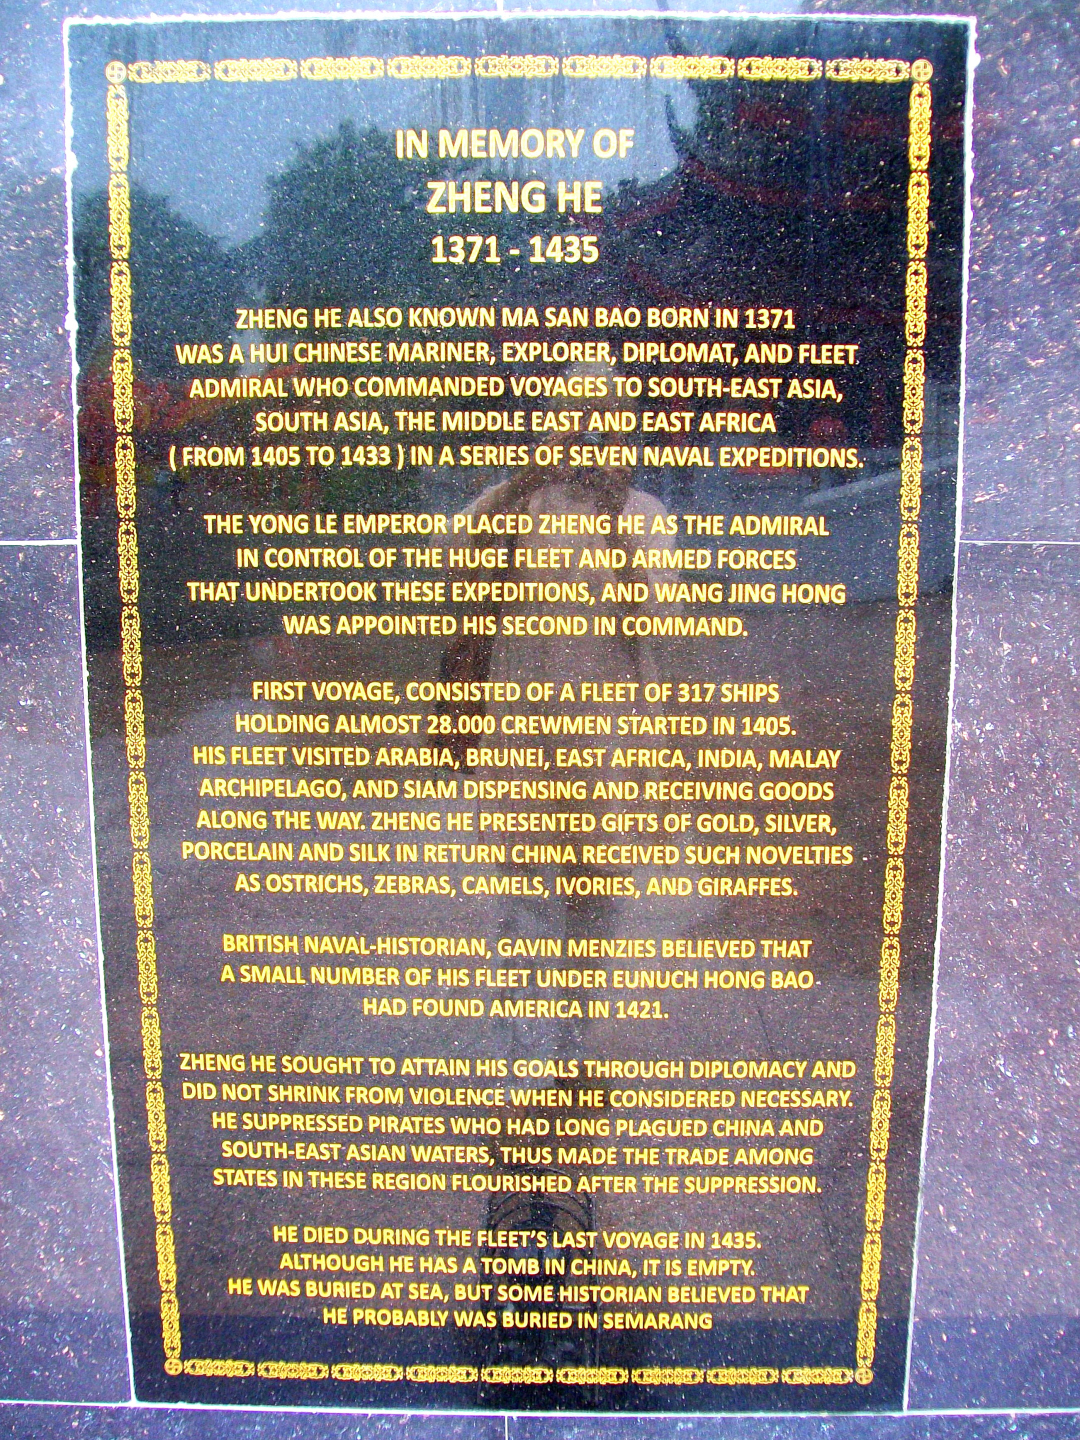 IN MEMORY OF
ZHENG HE
1371 - 1435
ZHENG HE ALSO KNOWN MA SAN BAO BORN IN 1371
WAS A HUI CHINESE MARINER, EXPLORER, DIPLOMAT, AND FLEET
ADMIRAL WHO COMMANDED VOYAGES TO SOUTH-EAST ASIA,
SOUTH ASIA, THE MIDDLE EAST AND EAST AFRICA
( FROM 1405 TO 1433 ) IN A SERIES OF SEVEN NAVAL EXPEDITIONS.
THE YONG LE EMPEROR PLACED ZHENG HE AS THE ADMIRAL
IN CONTROL OF THE HUGE FLEET AND ARMED FORCES
THAT UNDERTOOK THESE EXPEDITIONS, AND WANG JING HONG
WAS APPOINTED HIS SECOND IN COMMAND.
FIRST VOYAGE, CONSISTED OF A FLEET OF 317 SHIPS
HOLDING ALMOST 28.000 CREWMEN STARTED IN 1405.
HIS FLEET VISITED ARABIA, BRUNEI, EAST AFRICA, INDIA, MALAY
ARCHIPELAGO, AND SIAM DISPENSING AND RECEIVING GOODS
ALONG THE WAY. ZHENG HE PRESENTED GIFTS OF GOLD, SILVER,
PORCELAIN AND SILK IN RETURN CHINA RECEIVED SUCH NOVELTIES
AS OSTRICHS, ZEBRAS, CAMELS, IVORIES, AND GIRAFFES.
BRITISH NAVAL-HISTORIAN, GAVIN MENZIES BELIEVED THAT
A SMALL NUMBER OF HIS FLEET UNDER EUNUCH HONG BAO
HAD FOUND AMERICA IN 1421.
ZHENG HE SOUGHT TO ATTAIN HIS GOALS THROUGH DIPLOMACY AND
DID NOT SHRINK FROM VIOLENCE WHEN HE CONSIDERED NECESSARY.
HE SUPPRESSED PIRATES WHO HAD LONG PLAGUED CHINA AND
SOUTH-EAST ASIAN WATERS, THUS MADE THE TRADE AMONG
STATES IN THESE REGION FLOURISHED AFTER THE SUPPRESSION.
HE DIED DURING THE FLEET'S LAST VOYAGE IN 1435.
ALTHOUGH HE HAS A TOMB IN CHINA, IT IS EMPTY.
HE WAS BURIED AT SEA, BUT SOME HISTORIAN BELIEVED THAT
HE PROBABLY WAS BURIED IN SEMARANG